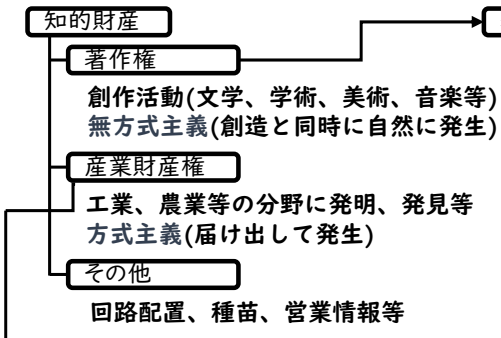 知的財産
著作権
創作活動(文学、学術、美術、音楽等)
無方式主義(創造と同時に自然に発生)
産業財産権
工業、農業等の分野に発明、発見等
方式主義(届け出して発生)
その他
回路配置、種苗、営業情報等